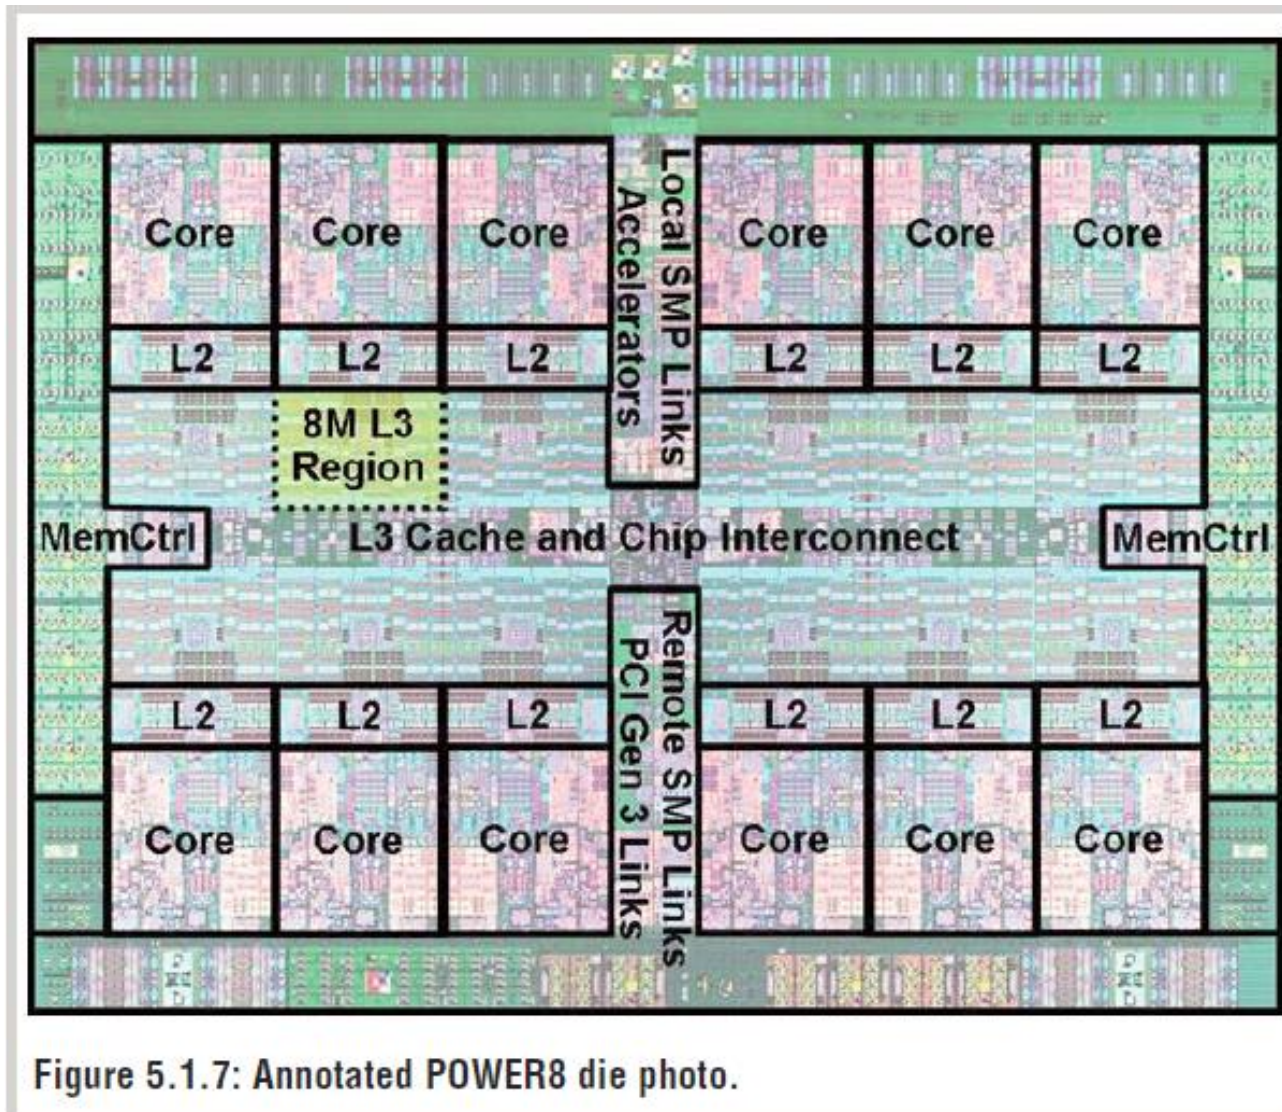 Core
Core
Core
Core
Core
Core
Local SMP Links
Accelerators
L2
L2
L2
L2
L2
L2
8M L3
Region
MemCtrl
L3 Cache and Chip Interconnect
MemCtrl
Remote SMP Links
PCI Gen 3 Links
L2
L2
L2
L2
L2
L2
Core
Core
Core
Core
Core
Core
Figure 5.1.7: Annotated POWER8 die photo.